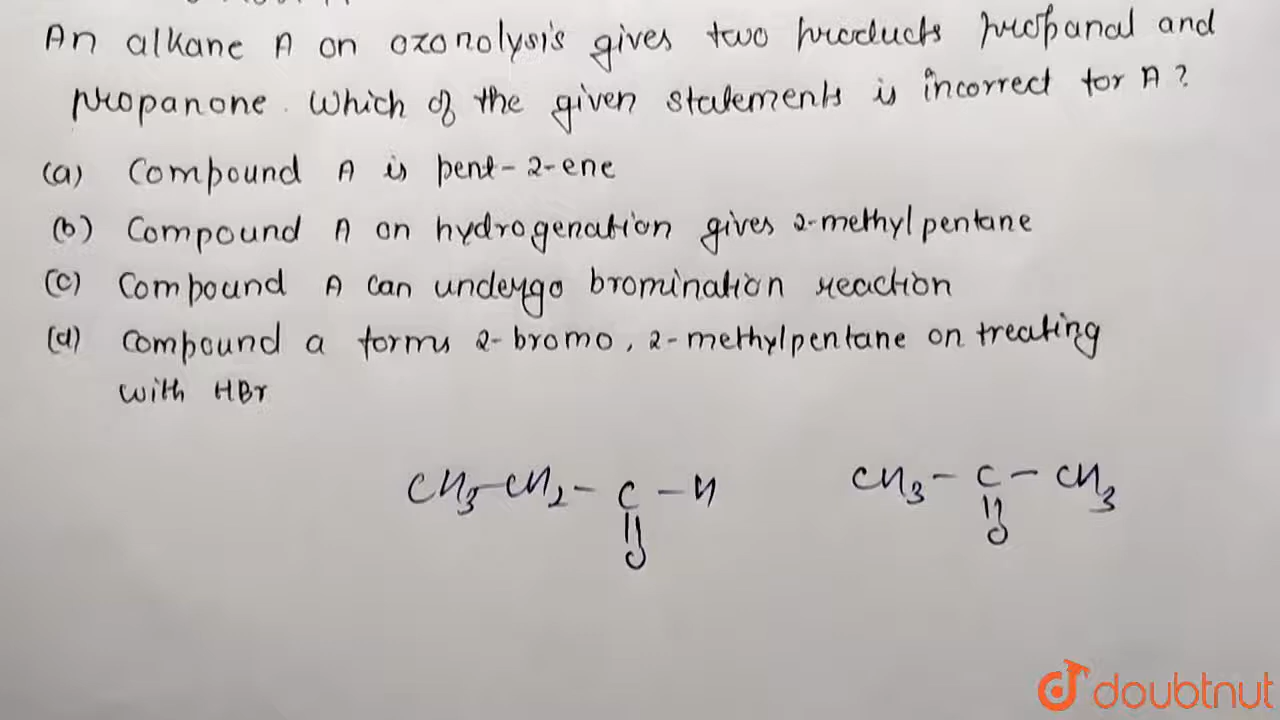 An alkane A on ozonolysis gives two products propanal and
propanone. Which of the given statements is incorrect for A?
(a) Compound A is pent-2-ene
(b) Compound A on hydrogenation gives 2-methylpentane
(c) Compound A can undergo bromination reaction
(d) Compound a forms 2-bromo, 2-methylpentane on treating
with HBr
CH3-CH2-C-H CH3-C-CH3
O O
doubtnut